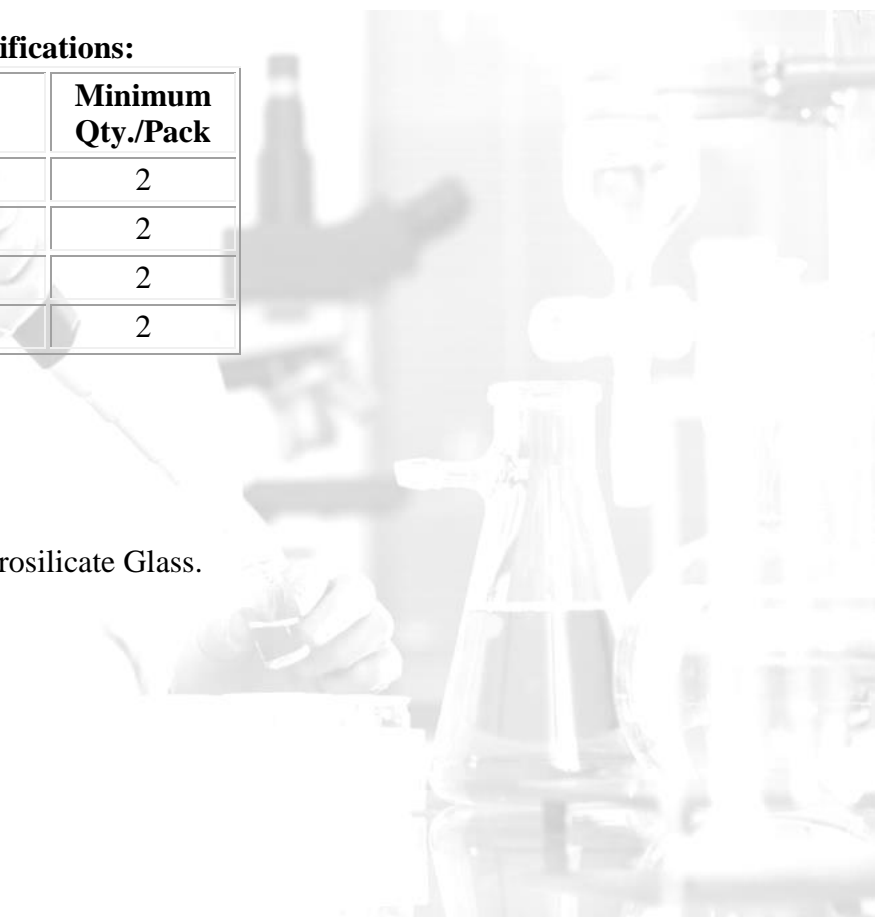 ifications:
Minimum
Qty./Pack
2
2
2
2
rosilicate Glass.